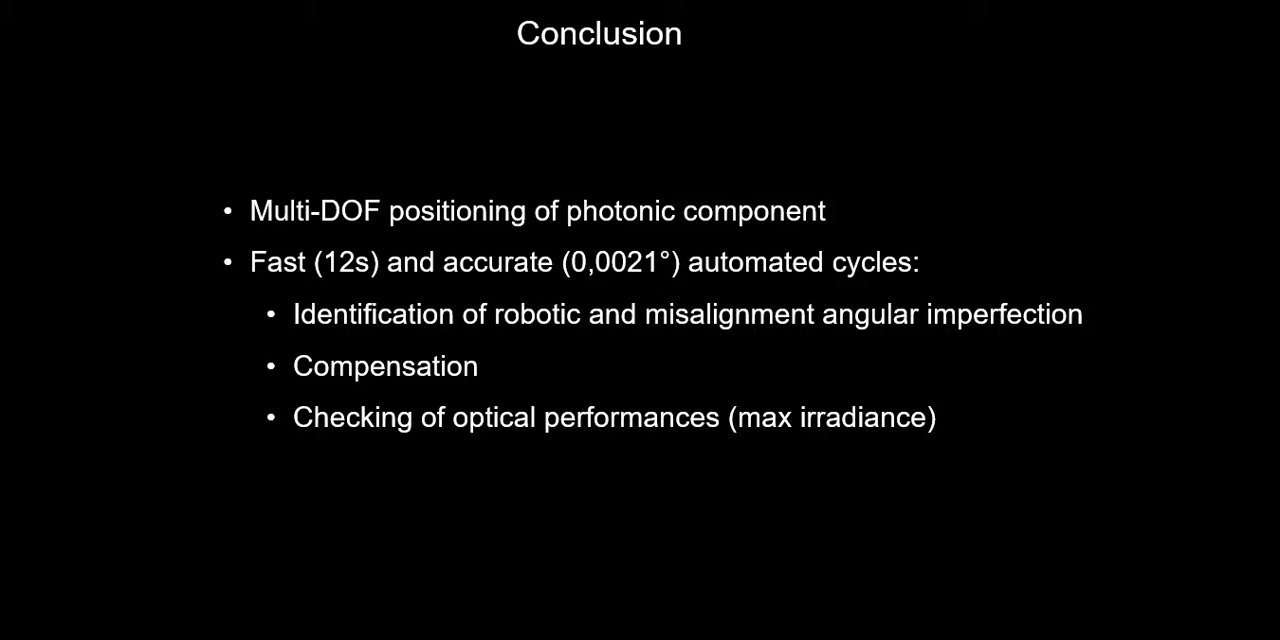 Conclusion
• Multi-DOF positioning of photonic component
• Fast (12s) and accurate (0,0021°) automated cycles:
• Identification of robotic and misalignment angular imperfection
• Compensation
• Checking of optical performances (max irradiance)